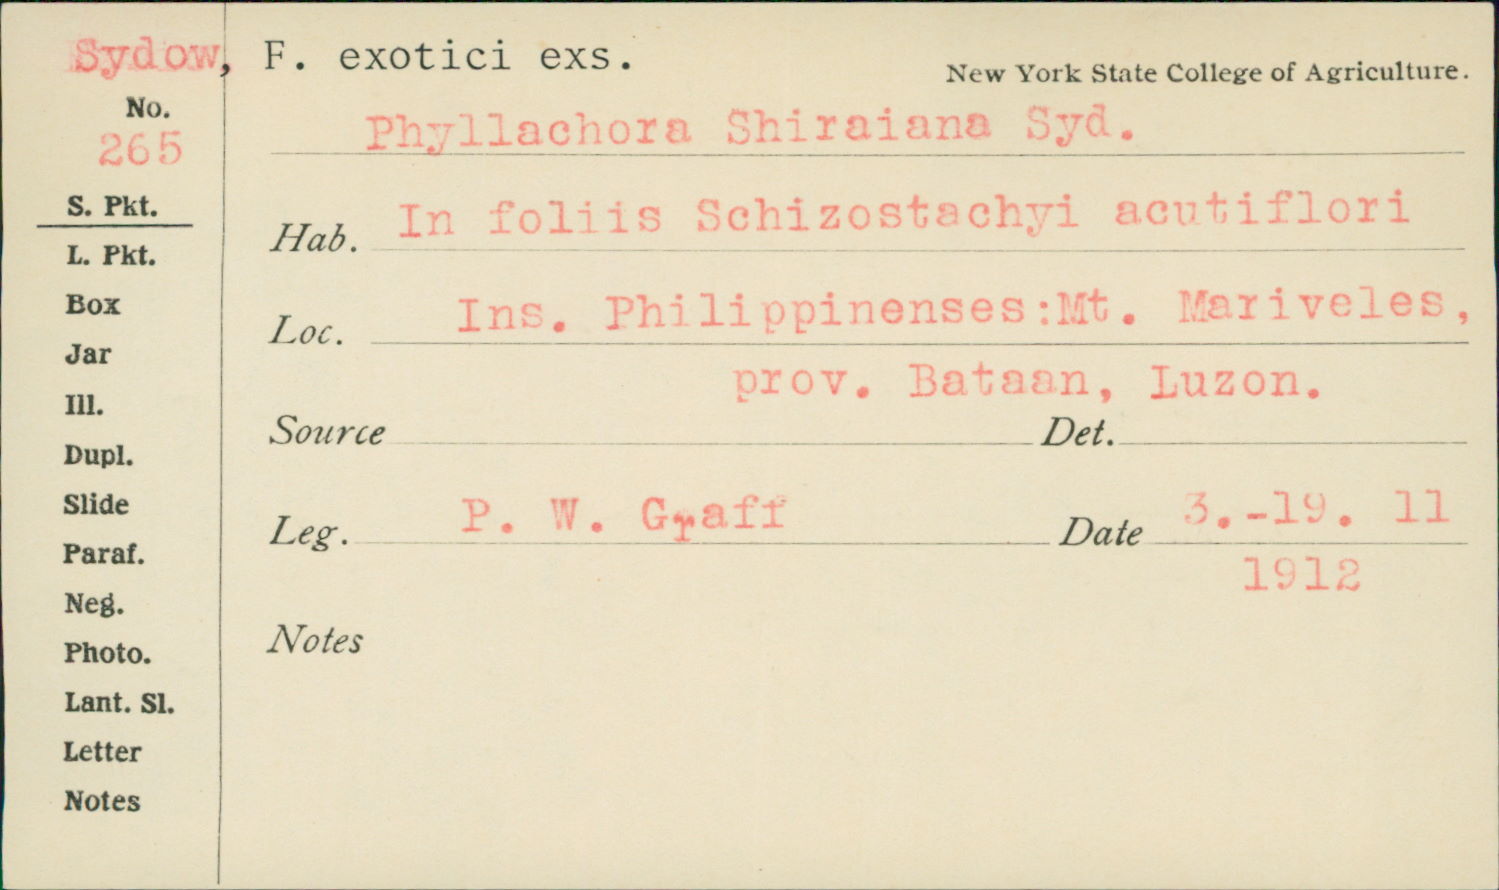 Sydow, F. exotici exs.
New York State College of Agriculture.
No.
265
Phyllachora Shiraiana Syd.
S. Pkt.
Hab. In foliis Schizostachyi acutiflori
L. Pkt.
Box
Loc. Ins. Philippinenses:Mt. Mariveles,
Jar
prov. Bataan, Luzon.
Ill.
Source Det.
Dupl.
Slide
Leg. P. W. Graff Date 3.-19. 11
Paraf.
1912
Neg.
Notes
Photo.
Lant. Sl.
Letter
Notes